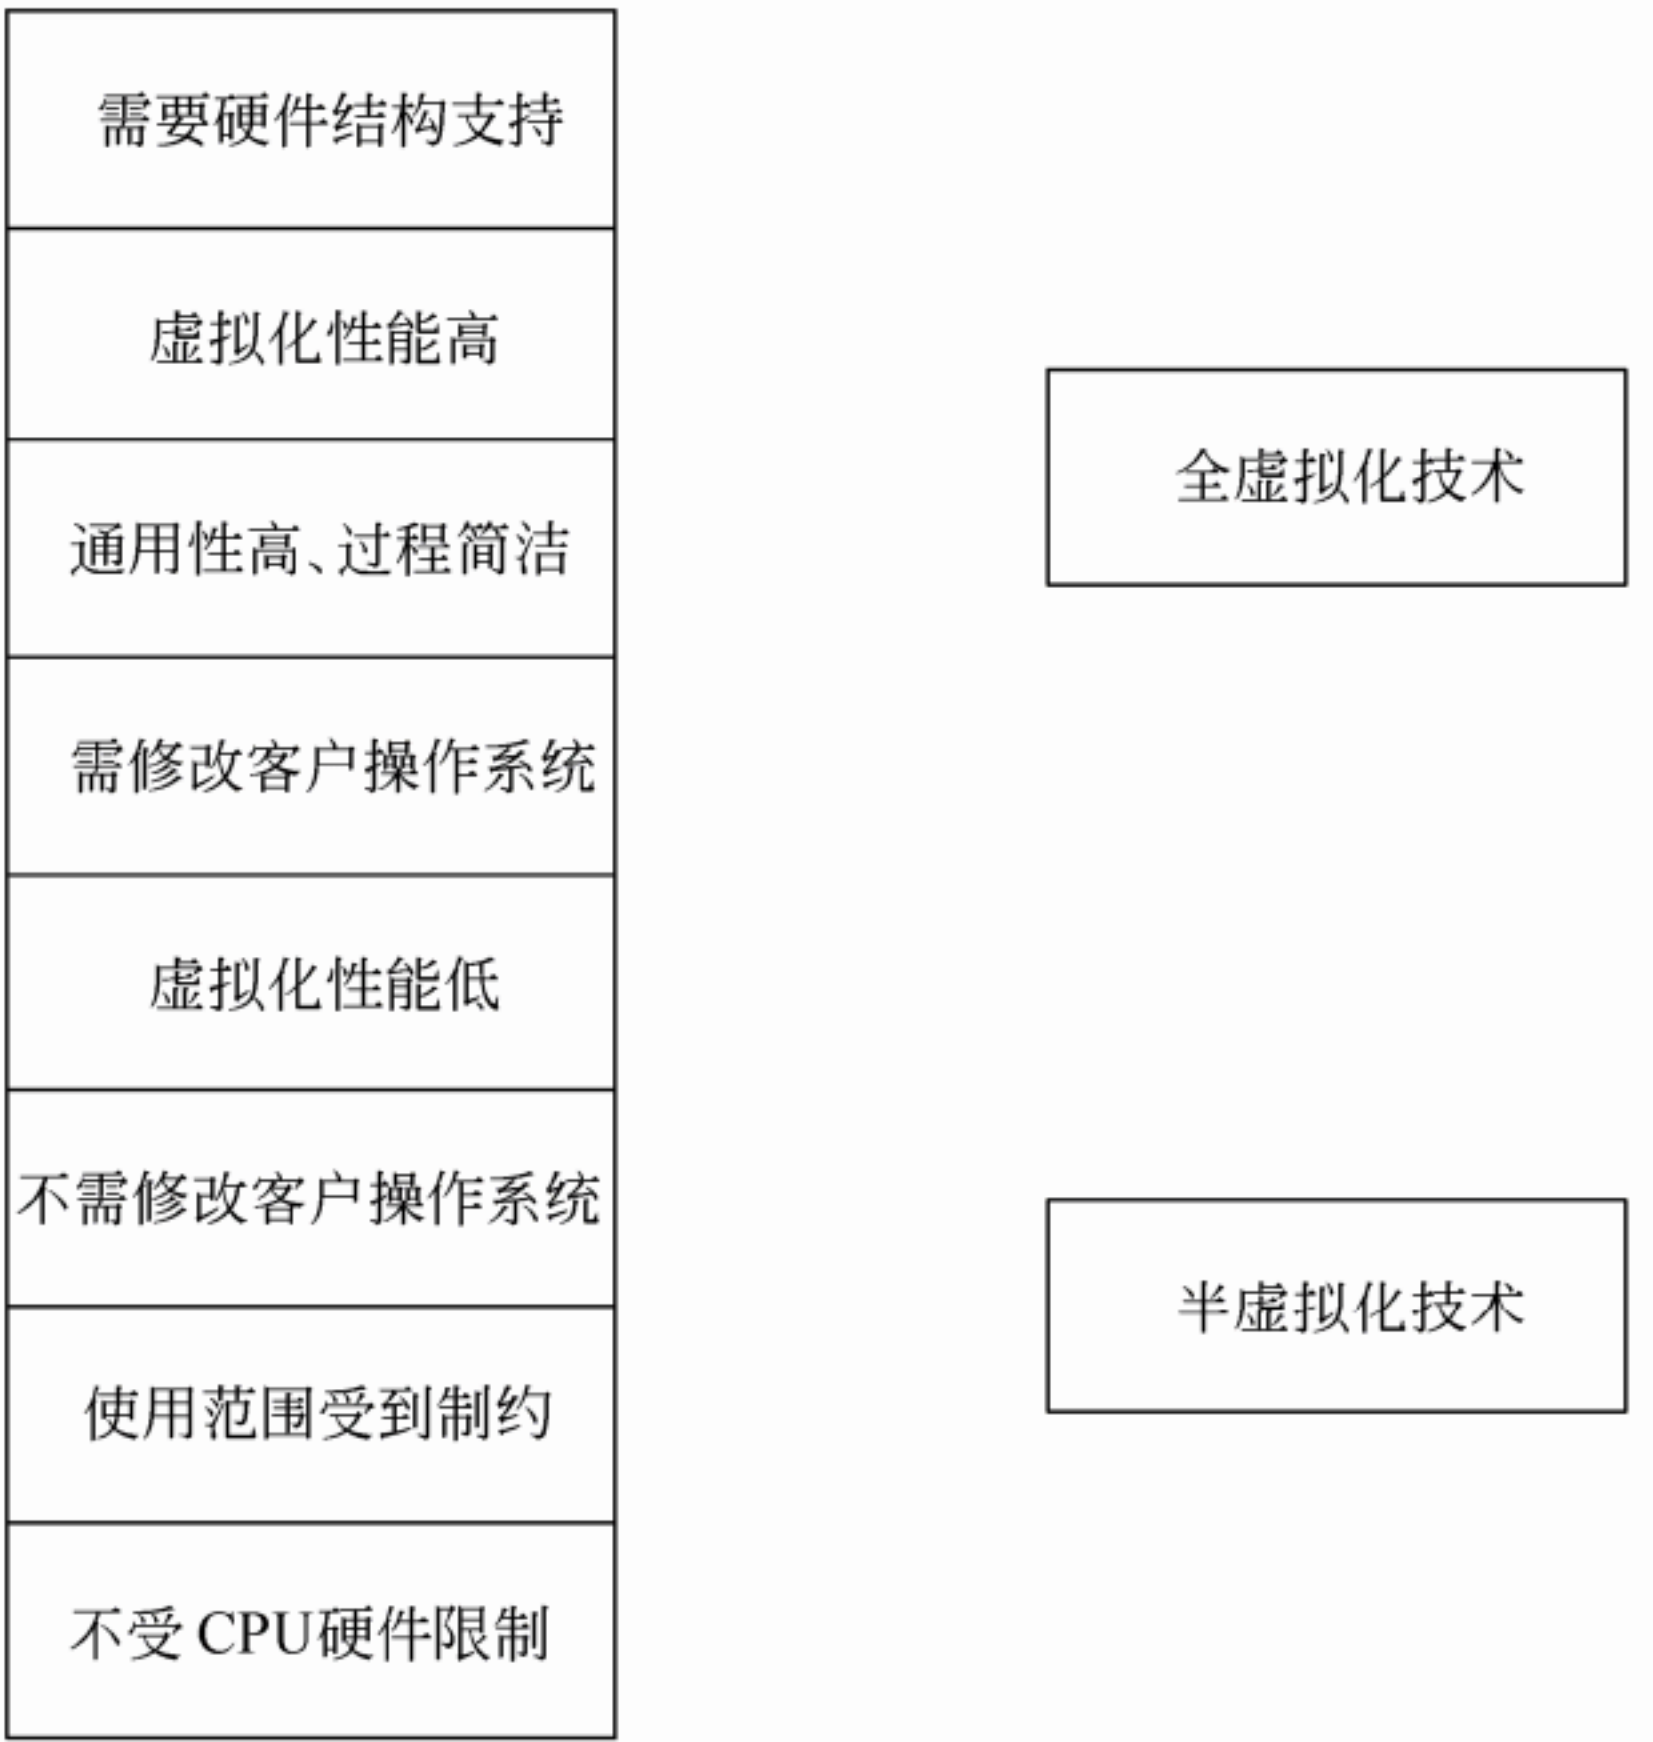 需要硬件结构支持
虚拟化性能高
通用性高、过程简洁
需修改客户操作系统
虚拟化性能低
不需修改客户操作系统
使用范围受到制约
不受CPU硬件限制
全虚拟化技术
半虚拟化技术